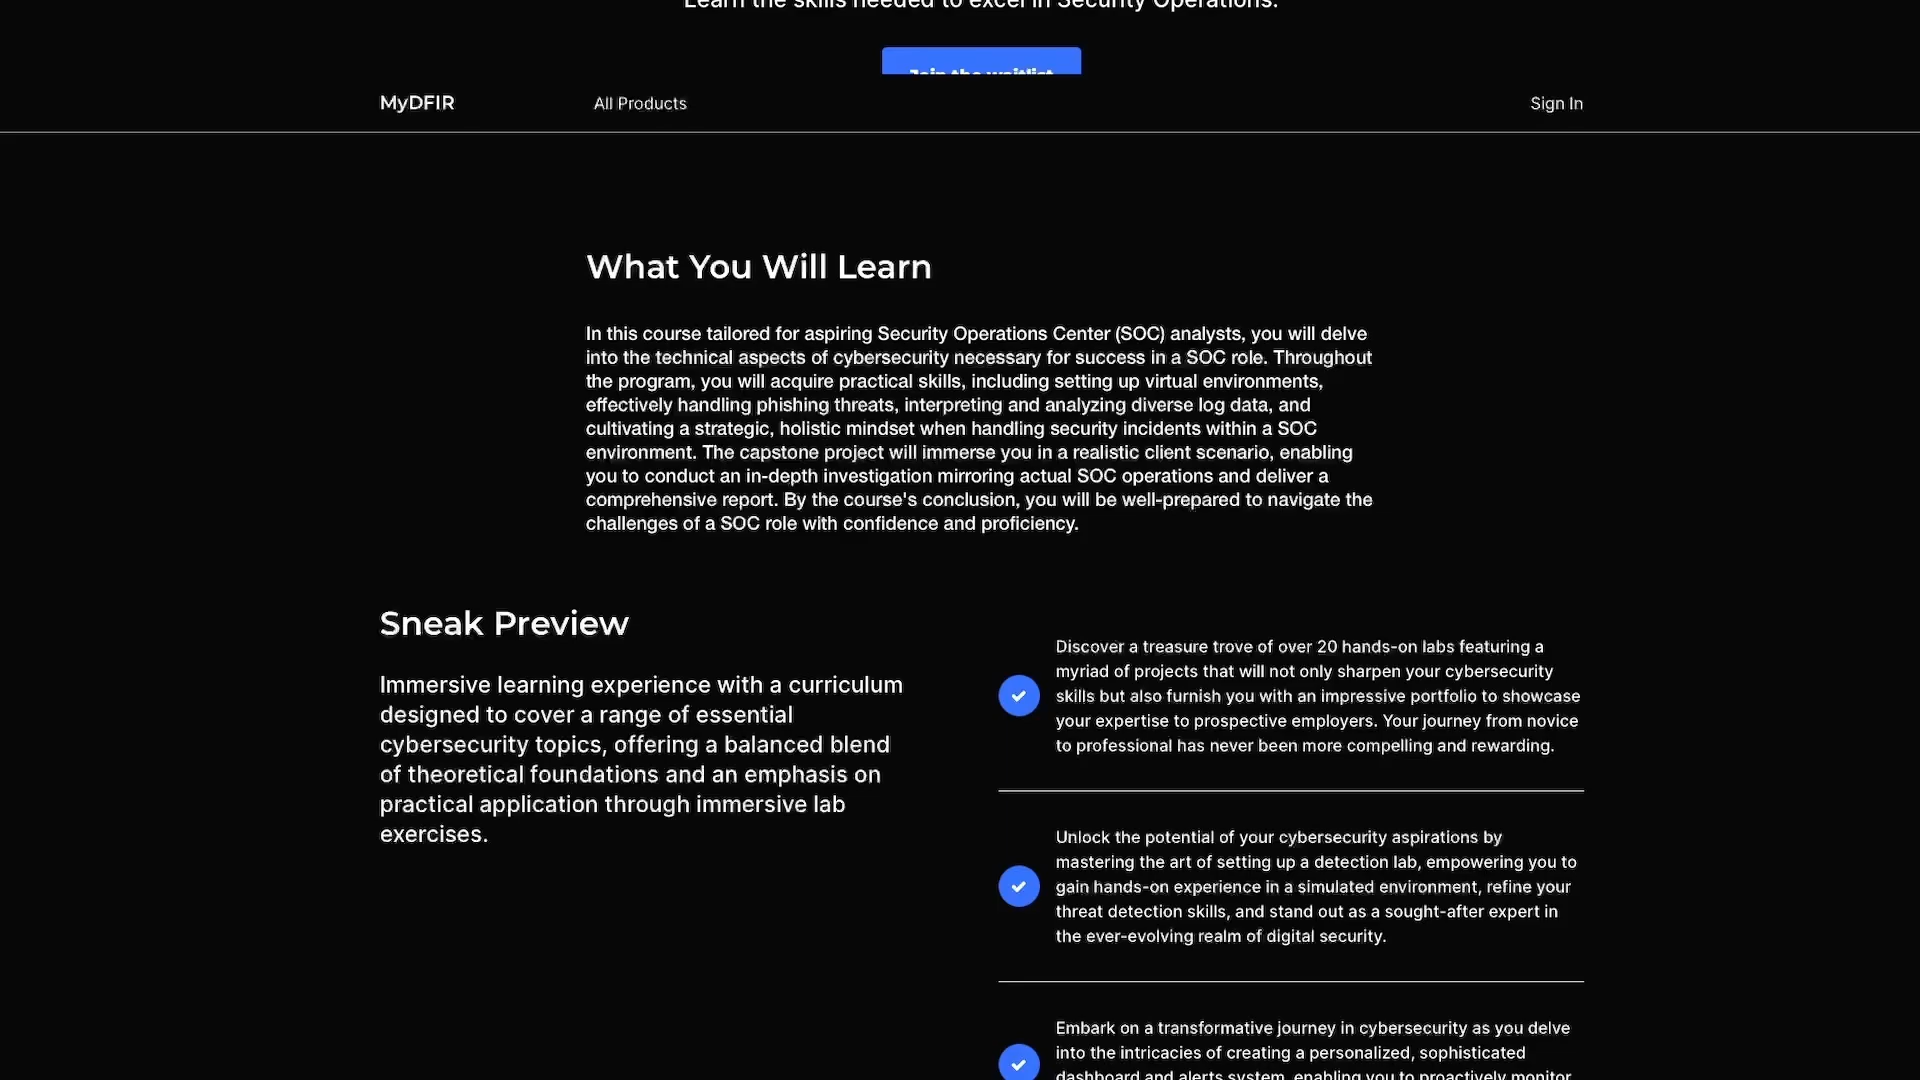 Learn the skills needed to excel in Security Operations.
Join the waitlist
MyDFIR
All Products
Sign In
What You Will Learn
In this course tailored for aspiring Security Operations Center (SOC) analysts, you will delve
into the technical aspects of cybersecurity necessary for success in a SOC role. Throughout
the program, you will acquire practical skills, including setting up virtual environments,
effectively handling phishing threats, interpreting and analyzing diverse log data, and
cultivating a strategic, holistic mindset when handling security incidents within a SOC
environment. The capstone project will immerse you in a realistic client scenario, enabling
you to conduct an in-depth investigation mirroring actual SOC operations and deliver a
comprehensive report. By the course's conclusion, you will be well-prepared to navigate the
challenges of a SOC role with confidence and proficiency.
Sneak Preview
Immersive learning experience with a curriculum
designed to cover a range of essential
cybersecurity topics, offering a balanced blend
of theoretical foundations and an emphasis on
practical application through immersive lab
exercises.
Discover a treasure trove of over 20 hands-on labs featuring a
myriad of projects that will not only sharpen your cybersecurity
skills but also furnish you with an impressive portfolio to showcase
your expertise to prospective employers. Your journey from novice
to professional has never been more compelling and rewarding.
Unlock the potential of your cybersecurity aspirations by
mastering the art of setting up a detection lab, empowering you to
gain hands-on experience in a simulated environment, refine your
threat detection skills, and stand out as a sought-after expert in
the ever-evolving realm of digital security.
Embark on a transformative journey in cybersecurity as you delve
into the intricacies of creating a personalized, sophisticated
dashboard and alerts system, enabling you to proactively monitor